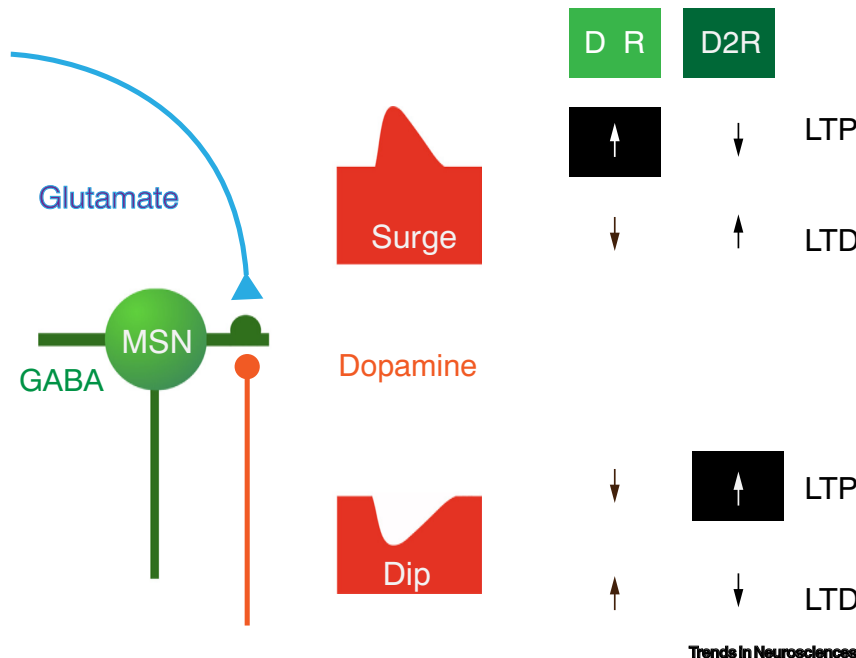 D R
D2R
LTP
Glutamate
Surge
LTD
MSN
GABA
Dopamine
LTP
Dip
LTD
Trends in Neurosciences